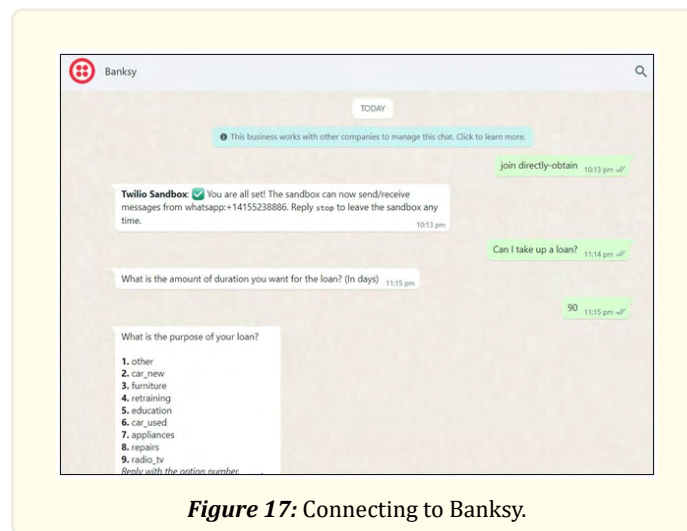 Banksy
TODAY
This business works with other companies to manage this chat. Click to learn more.
join directly-obtain 10:13 pm
Twilio Sandbox: ✅ You are all set! The sandbox can now send/receive
messages from whatsapp:+14155238886. Reply stop to leave the sandbox any
time.
10:13 pm
Can I take up a loan? 11:14 pm
What is the amount of duration you want for the loan? (In days) 11:15 pm
90 11:15 pm
What is the purpose of your loan?
1. other
2. car_new
3. furniture
4. retraining
5. education
6. car_used
7. appliances
8. repairs
9. radio_tv
Reply with the option number.
Figure 17: Connecting to Banksy.